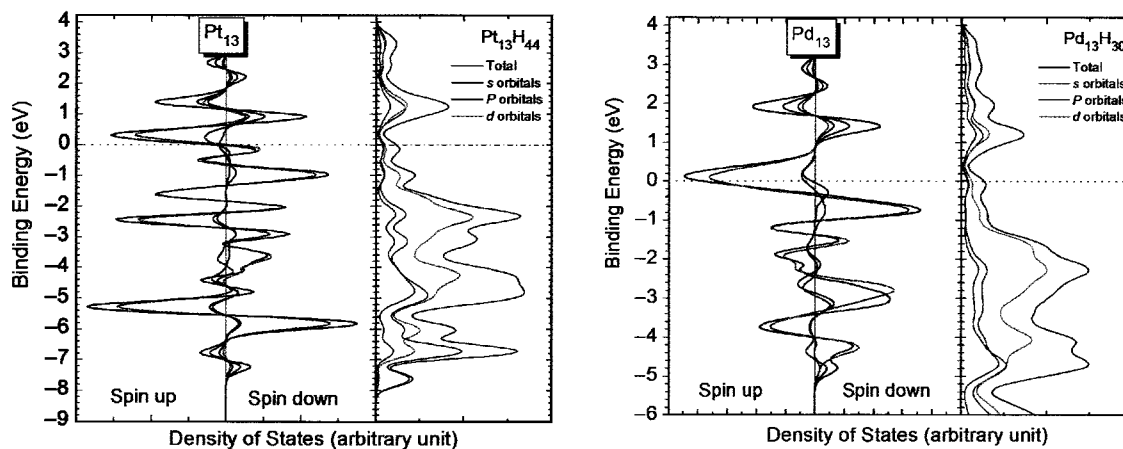 Pt13
Pt13H44
Total
s orbitals
P orbitals
d orbitals
4
3
2
1
0
−1
−2
−3
−4
−5
−6
−7
−8
−9
Binding Energy (eV)
Spin up
Spin down
Density of States (arbitrary unit)
Pd13
Pd13H30
Total
s orbitals
P orbitals
d orbitals
4
3
2
1
0
−1
−2
−3
−4
−5
−6
Binding Energy (eV)
Spin up
Spin down
Density of States (arbitrary unit)